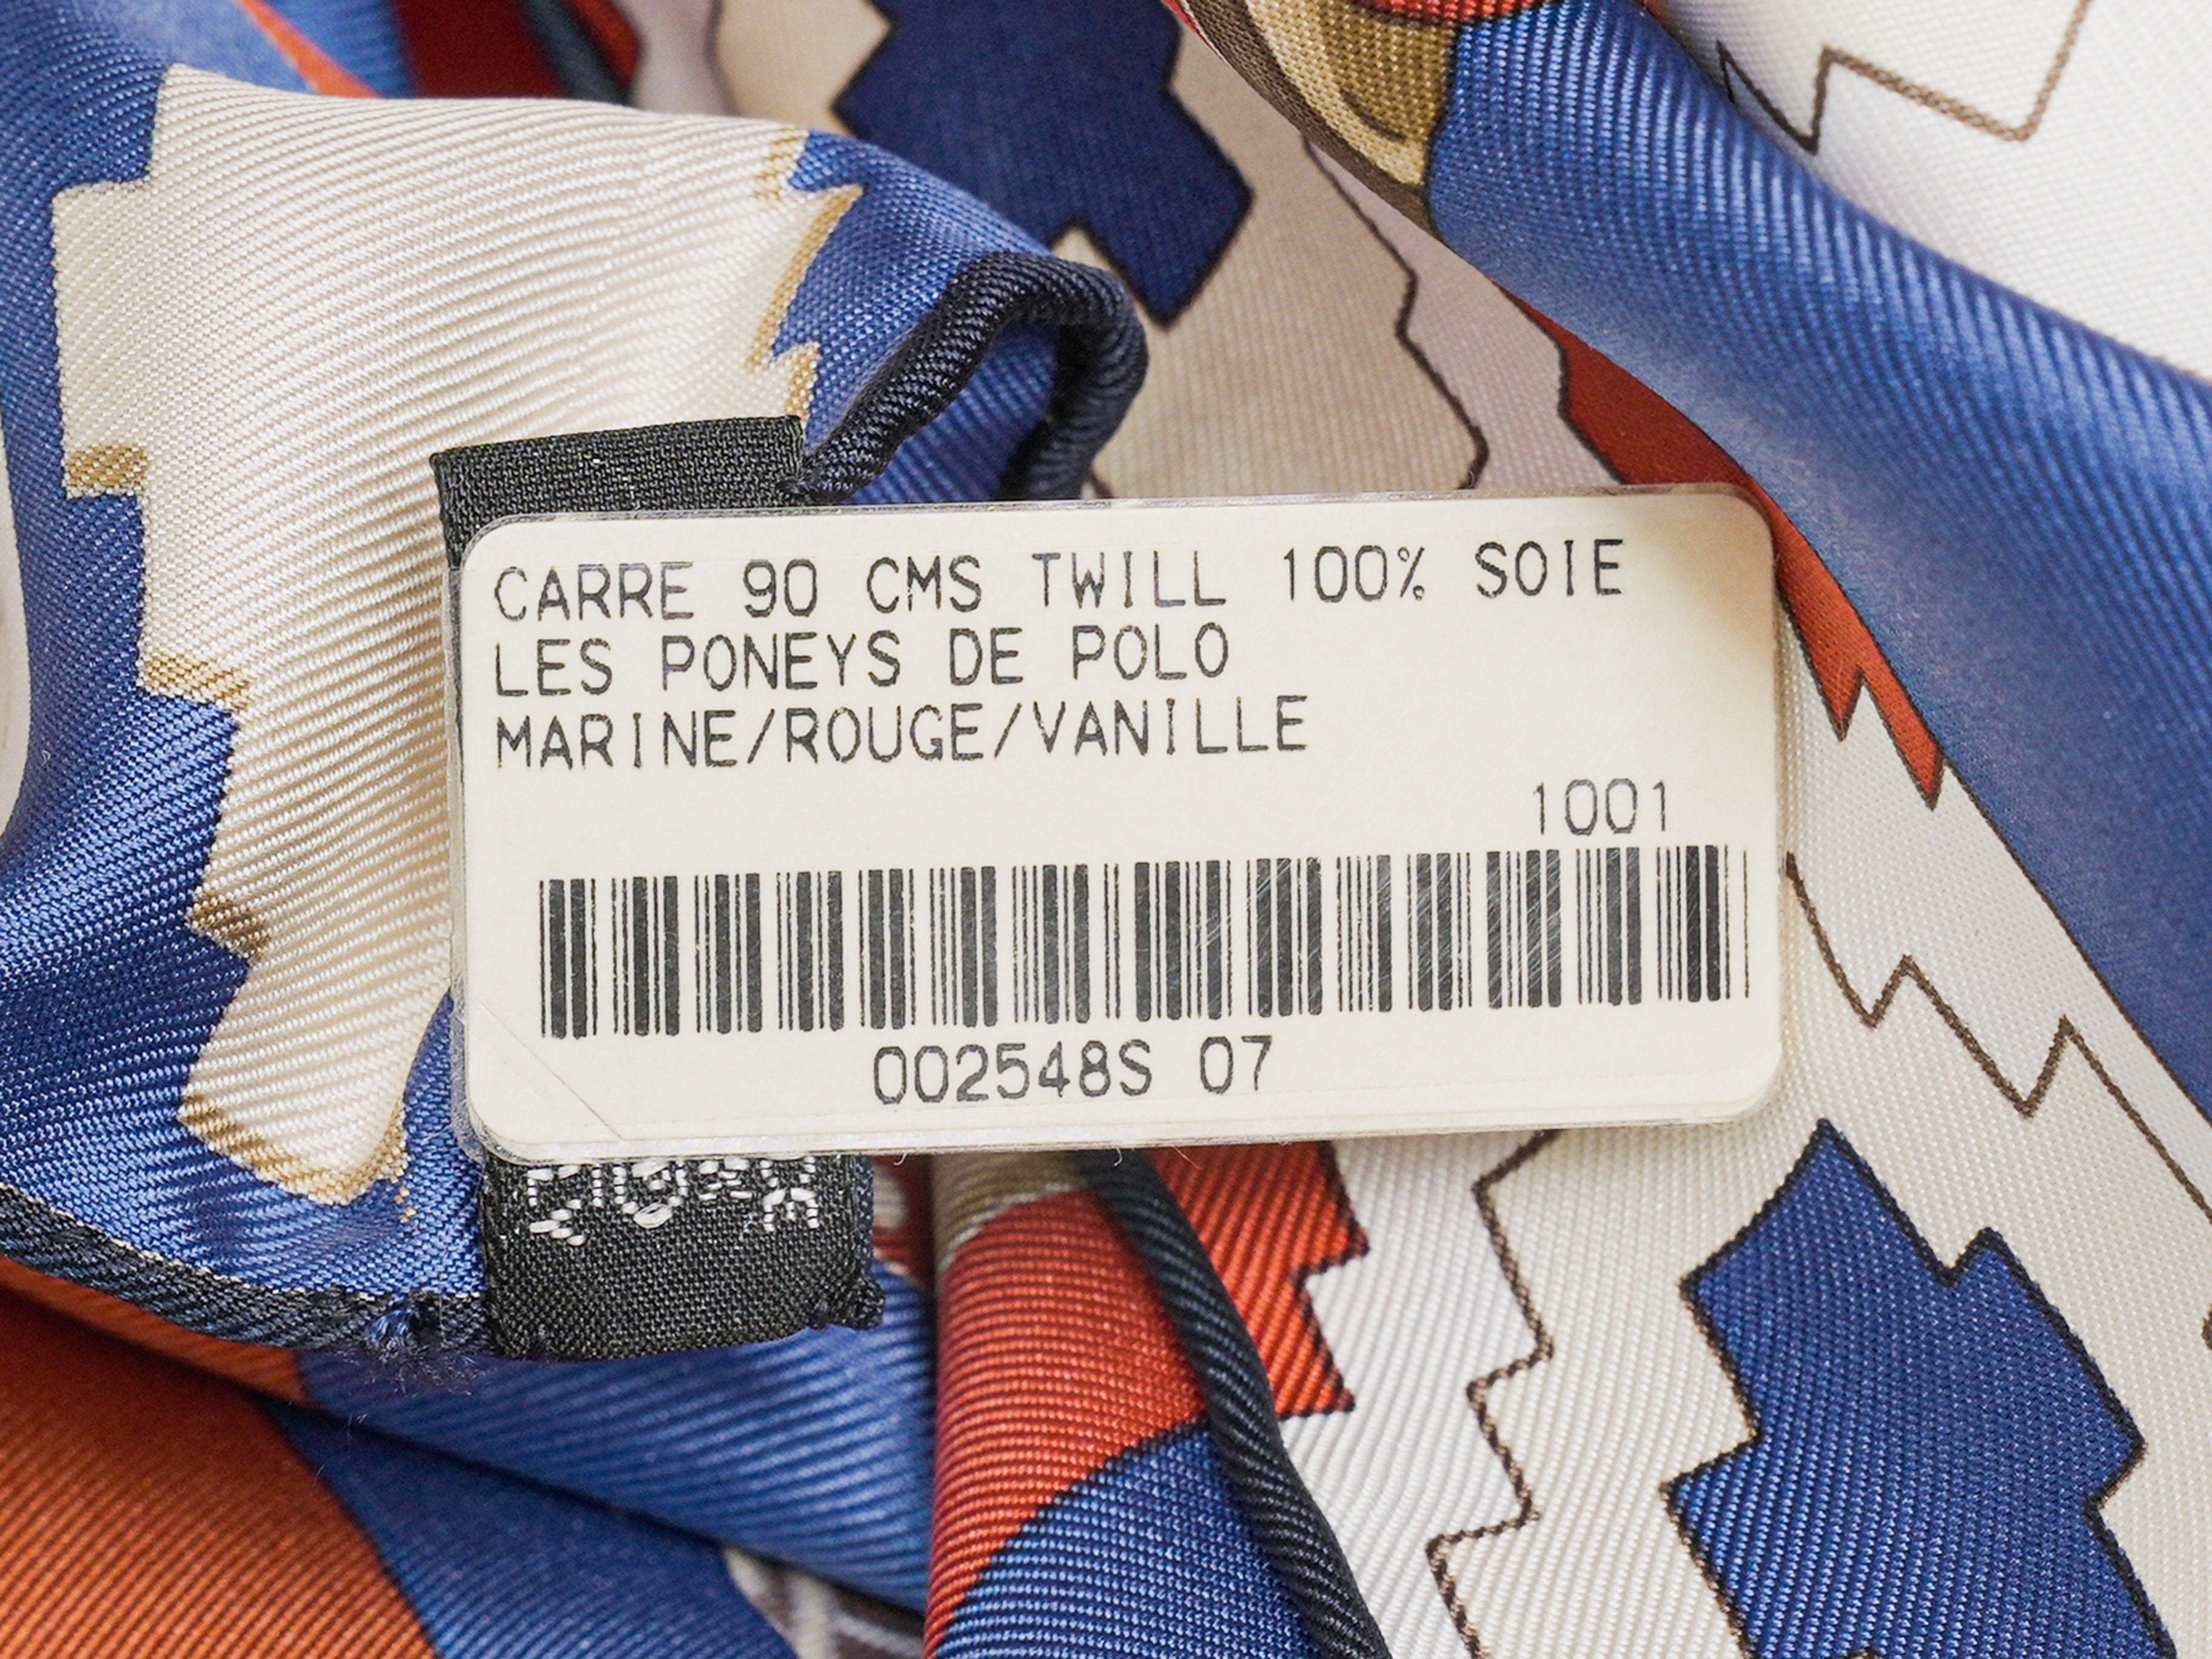 CARRE 90 CMS TWILL 100% SOIE
LES PONEYS DE POLO
MARINE/ROUGE/VANILLE
1001
002548S 07